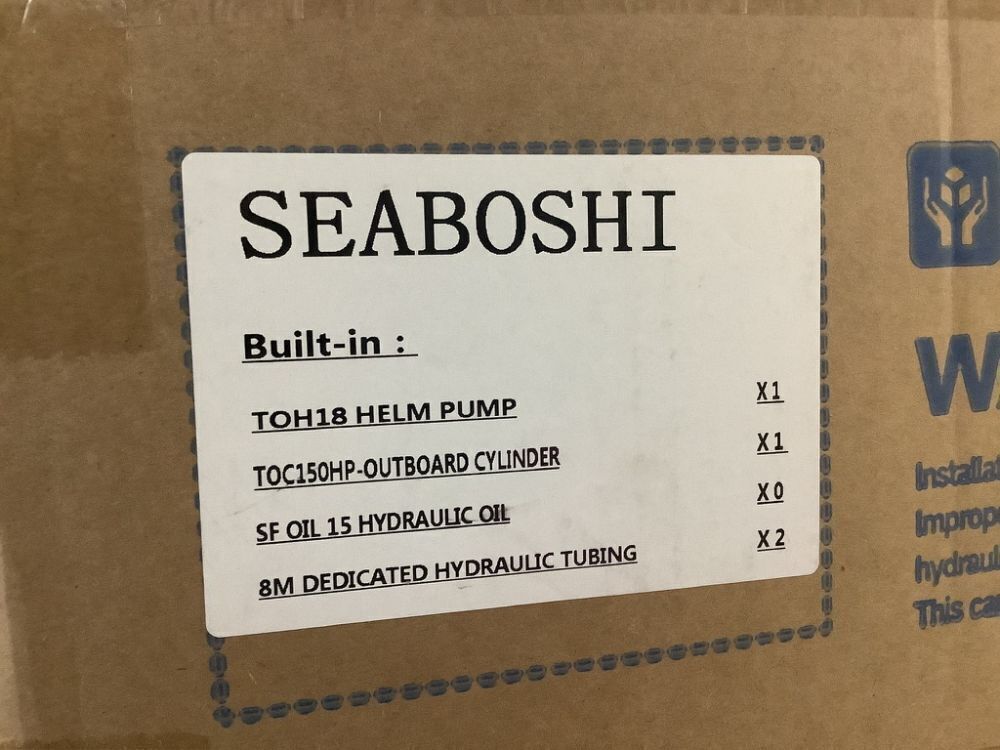 SEABOSHI
Built-in :
TOH18 HELM PUMP X1
TOC150HP-OUTBOARD CYLINDER X1
SF OIL 15 HYDRAULIC OIL X0
8M DEDICATED HYDRAULIC TUBING X2
This